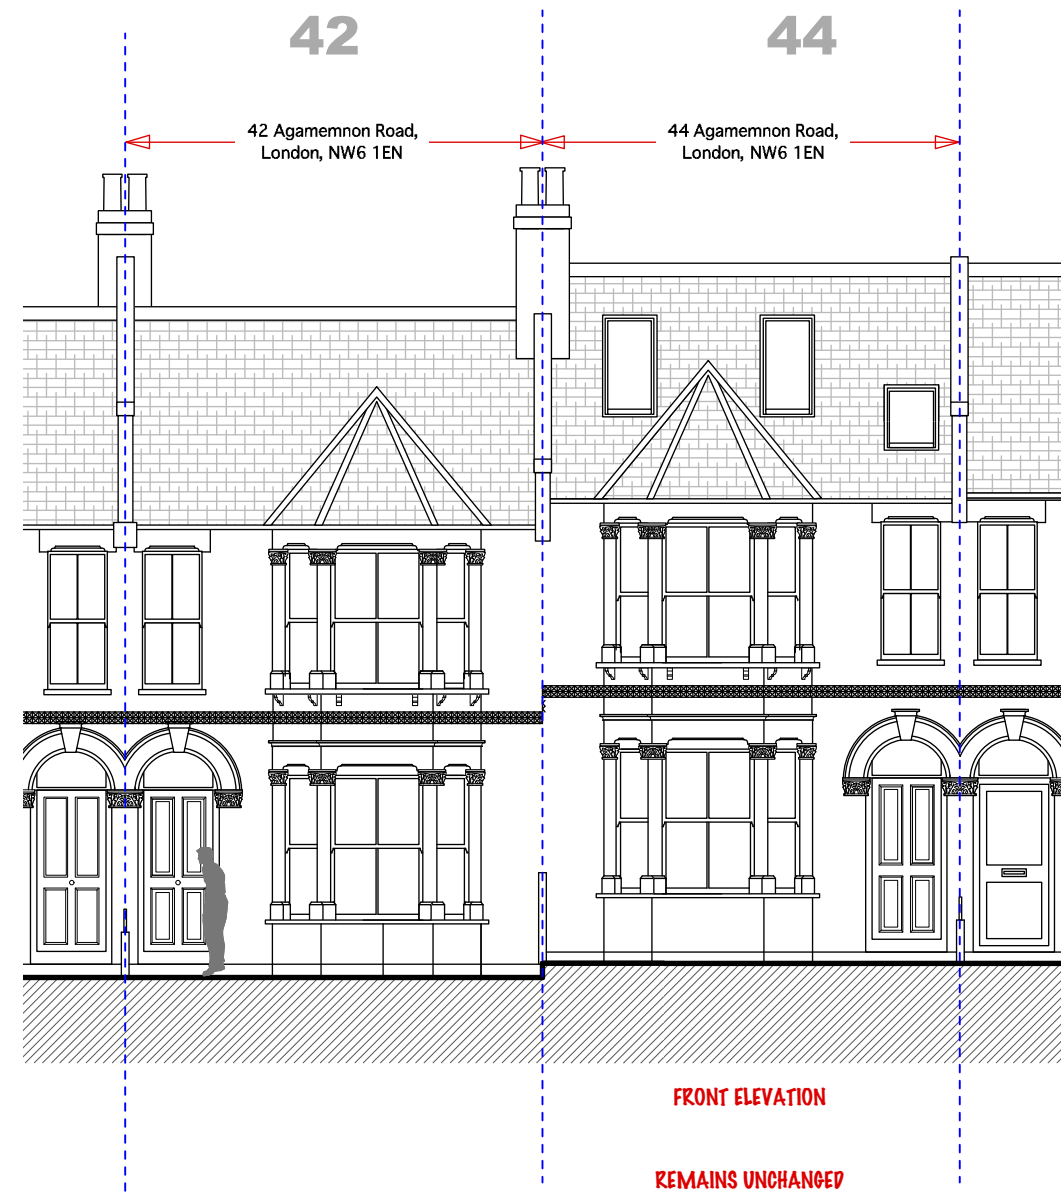 42
44
42 Agamemnon Road,
London, NW6 1EN
44 Agamemnon Road,
London, NW6 1EN
FRONT ELEVATION
REMAINS UNCHANGED